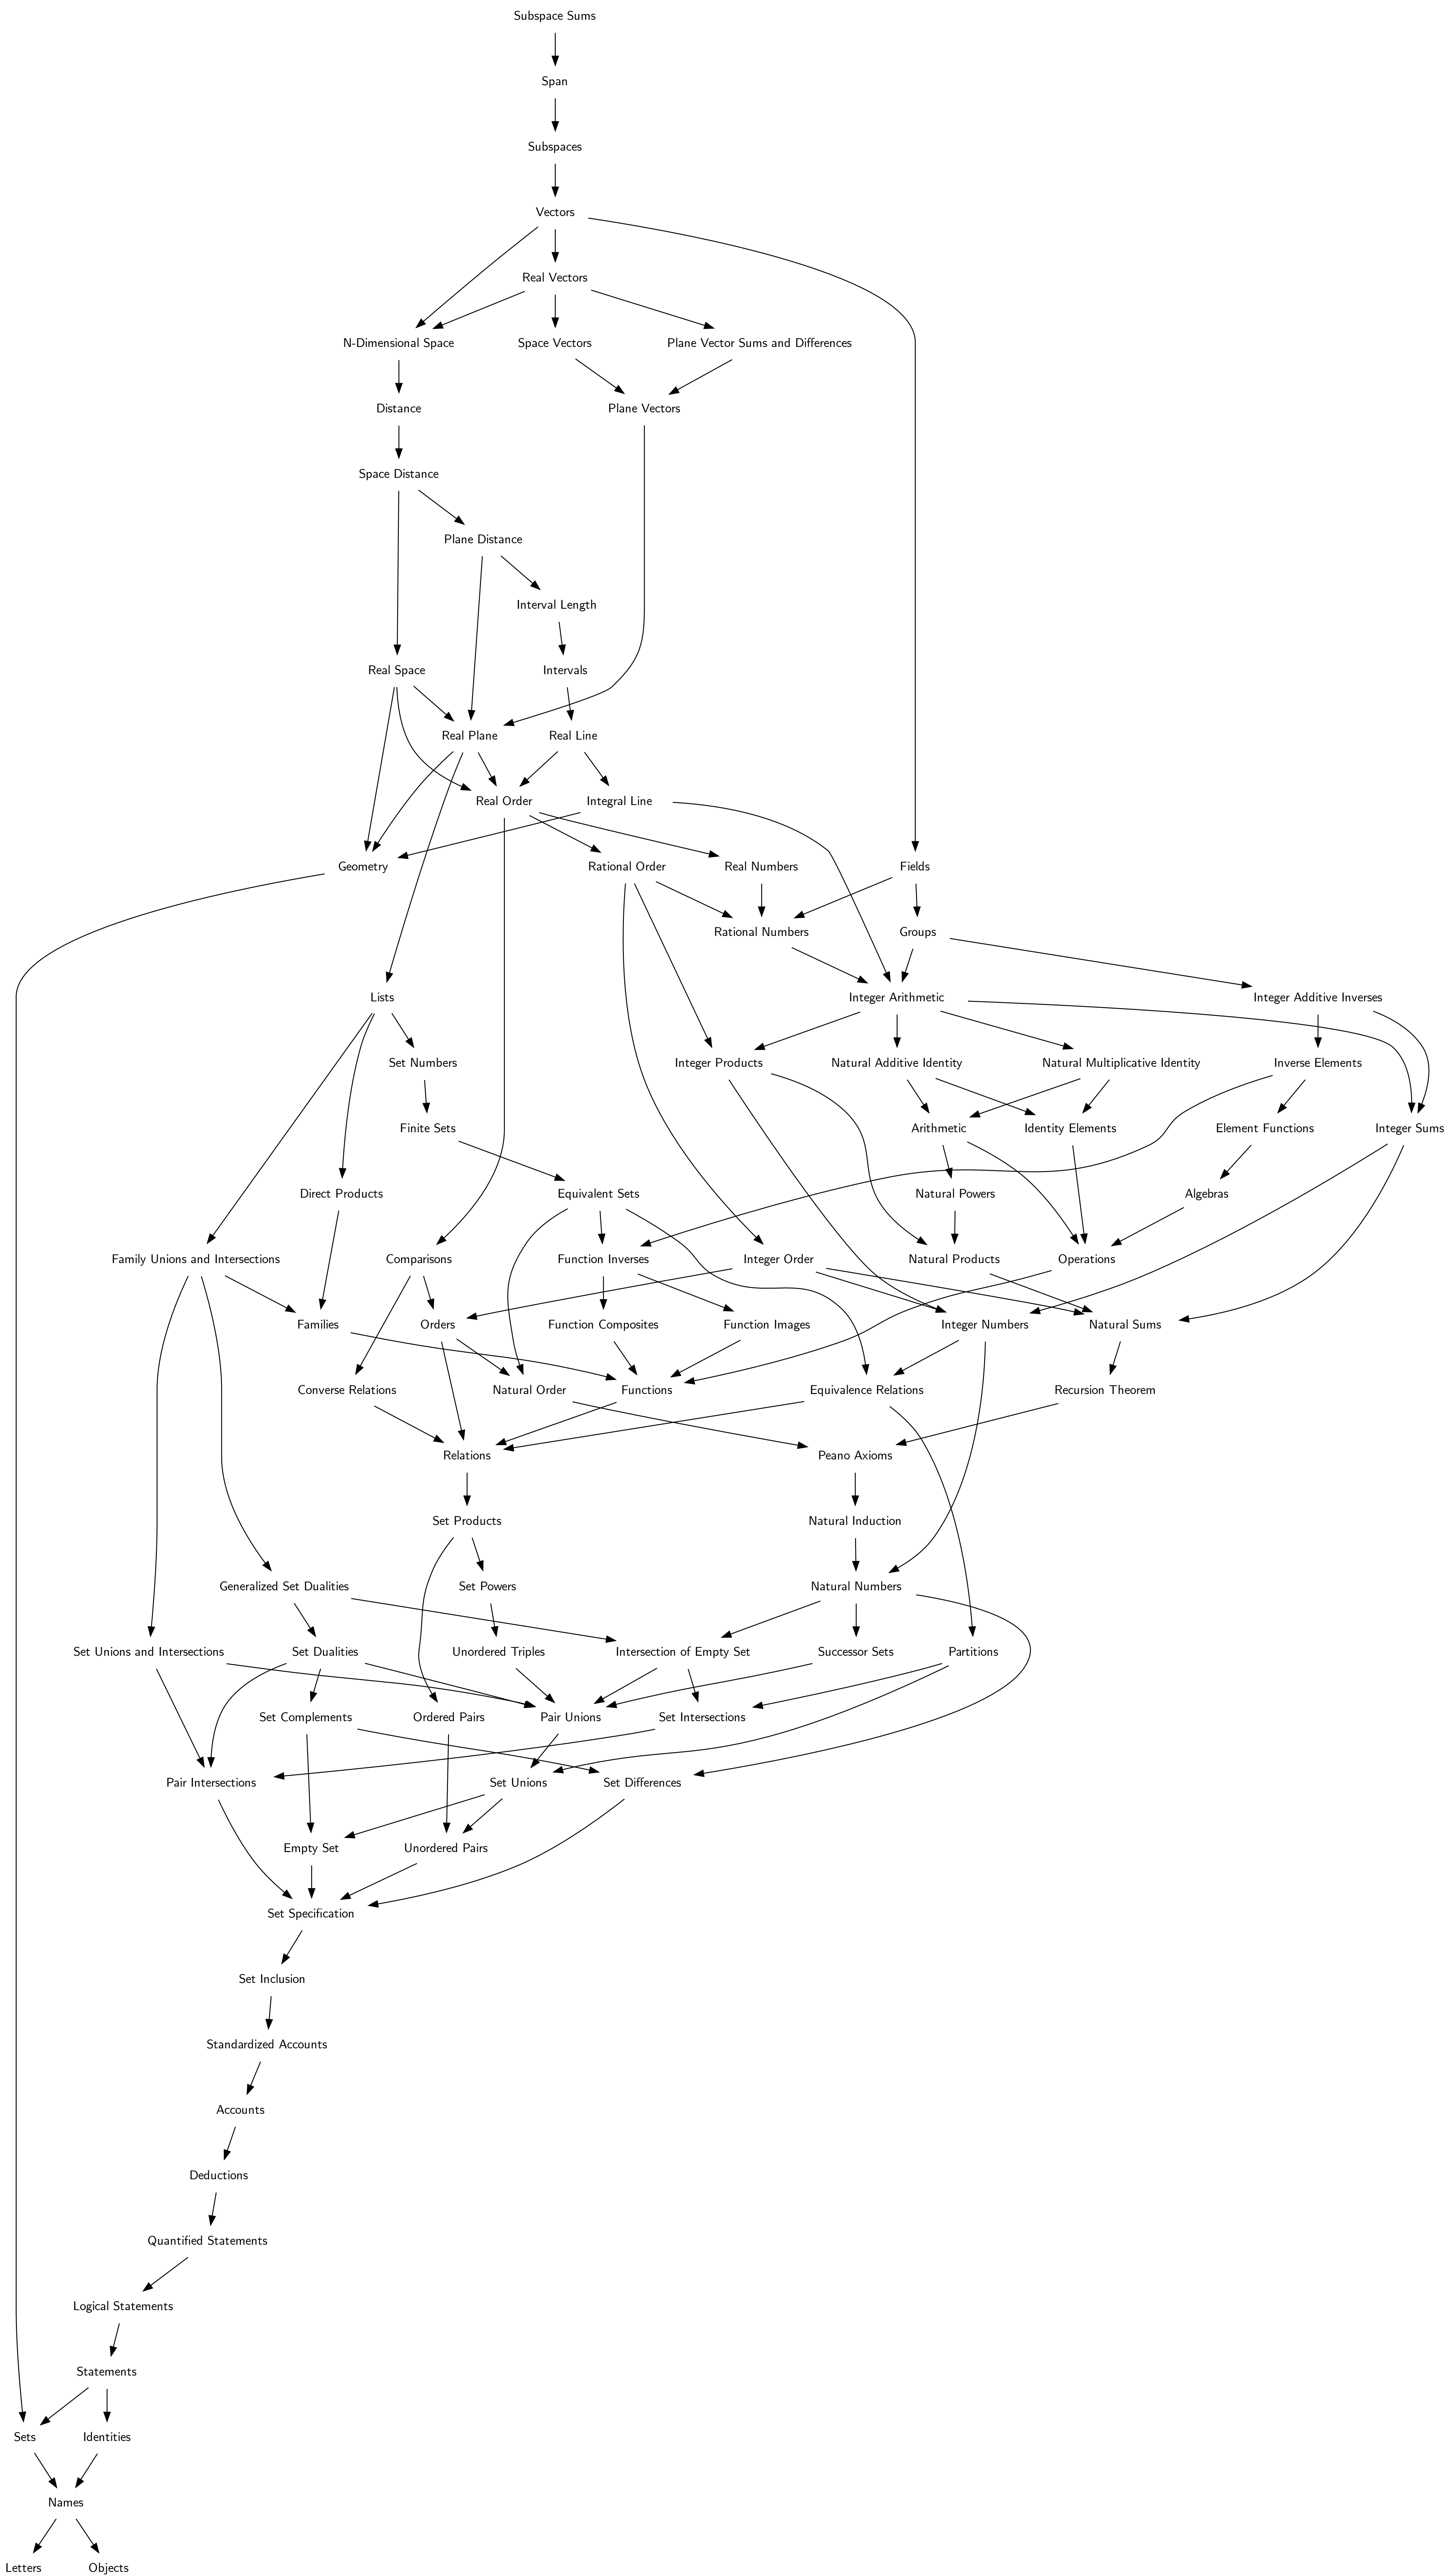 Subspace Sums
Span
Subspaces
Vectors
Real Vectors
N-Dimensional Space
Space Vectors
Plane Vector Sums and Differences
Distance
Plane Vectors
Space Distance
Plane Distance
Interval Length
Real Space
Intervals
Real Plane
Real Line
Real Order
Integral Line
Geometry
Rational Order
Real Numbers
Fields
Rational Numbers
Groups
Lists
Integer Arithmetic
Integer Additive Inverses
Set Numbers
Integer Products
Natural Additive Identity
Natural Multiplicative Identity
Inverse Elements
Finite Sets
Arithmetic
Identity Elements
Element Functions
Integer Sums
Direct Products
Equivalent Sets
Natural Powers
Algebras
Family Unions and Intersections
Comparisons
Function Inverses
Integer Order
Natural Products
Operations
Families
Orders
Function Composites
Function Images
Integer Numbers
Natural Sums
Converse Relations
Natural Order
Functions
Equivalence Relations
Recursion Theorem
Relations
Peano Axioms
Set Products
Natural Induction
Generalized Set Dualities
Set Powers
Natural Numbers
Set Unions and Intersections
Set Dualities
Unordered Triples
Intersection of Empty Set
Successor Sets
Partitions
Set Complements
Ordered Pairs
Pair Unions
Set Intersections
Pair Intersections
Set Unions
Set Differences
Empty Set
Unordered Pairs
Set Specification
Set Inclusion
Standardized Accounts
Accounts
Deductions
Quantified Statements
Logical Statements
Statements
Sets
Identities
Names
Letters
Objects